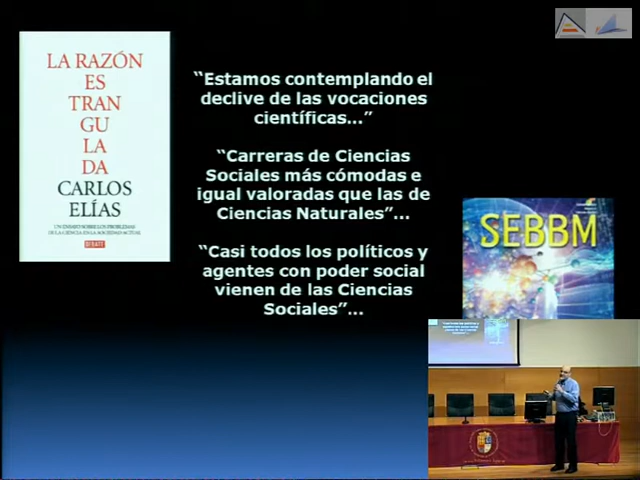 LA RAZÓN
ES
TRAN
GU
LA
DA
CARLOS
ELÍAS
UN ENSAYO SOBRE LOS PROBLEMAS
DE LA CIENCIA EN LA SOCIEDAD ACTUAL
DEBATE
“Estamos contemplando el
declive de las vocaciones
científicas…”
“Carreras de Ciencias
Sociales más cómodas e
igual valoradas que las de
Ciencias Naturales”…
“Casi todos los políticos y
agentes con poder social
vienen de las Ciencias
Sociales”…
SEBBM